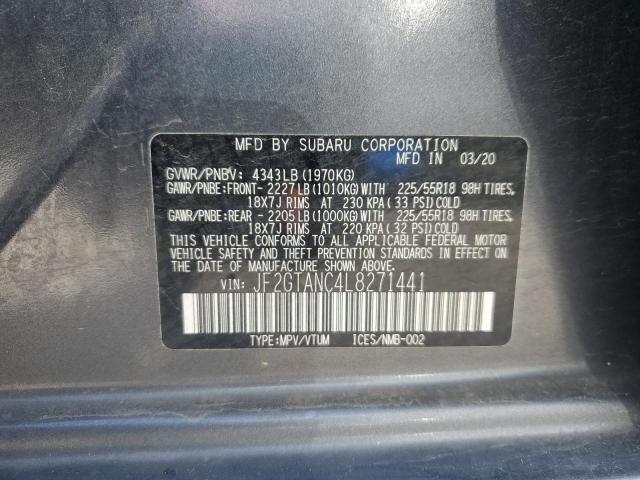 MFD BY SUBARU CORPORATION
MFD IN 03/20
GVWR/PNBV: 4343LB(1970KG)
GAWR/PNBE:FRONT- 2227LB(1010KG)WITH 225/55R18 98H TIRES,
18X7J RIMS AT 230 KPA(33 PSI)COLD
GAWR/PNBE:REAR - 2205LB(1000KG)WITH 225/55R18 98H TIRES,
18X7J RIMS AT 220 KPA(32 PSI)COLD
THIS VEHICLE CONFORMS TO ALL APPLICABLE FEDERAL MOTOR
VEHICLE SAFETY AND THEFT PREVENTION STANDARDS IN EFFECT
ON THE DATE OF MANUFACTURE SHOWN ABOVE.
VIN: JF2GTANC4L8271441
TYPE:MPV/VTUM ICES/NMB-002